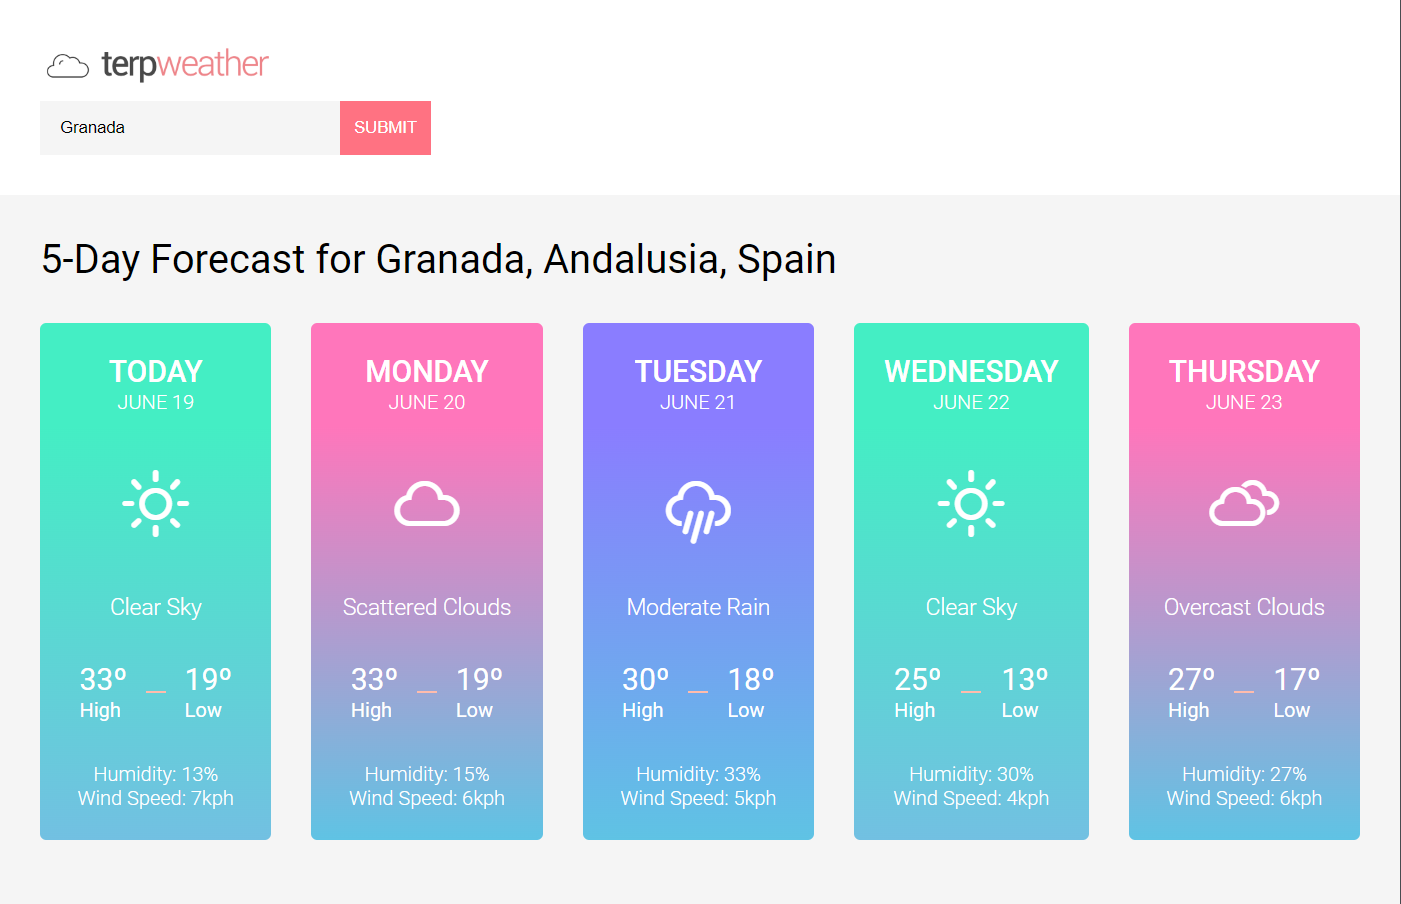 terpweather
Granada
SUBMIT
5-Day Forecast for Granada, Andalusia, Spain
TODAY
JUNE 19
Clear Sky
33º 19º
High Low
Humidity: 13%
Wind Speed: 7kph
MONDAY
JUNE 20
Scattered Clouds
33º 19º
High Low
Humidity: 15%
Wind Speed: 6kph
TUESDAY
JUNE 21
Moderate Rain
30º 18º
High Low
Humidity: 33%
Wind Speed: 5kph
WEDNESDAY
JUNE 22
Clear Sky
25º 13º
High Low
Humidity: 30%
Wind Speed: 4kph
THURSDAY
JUNE 23
Overcast Clouds
27º 17º
High Low
Humidity: 27%
Wind Speed: 6kph